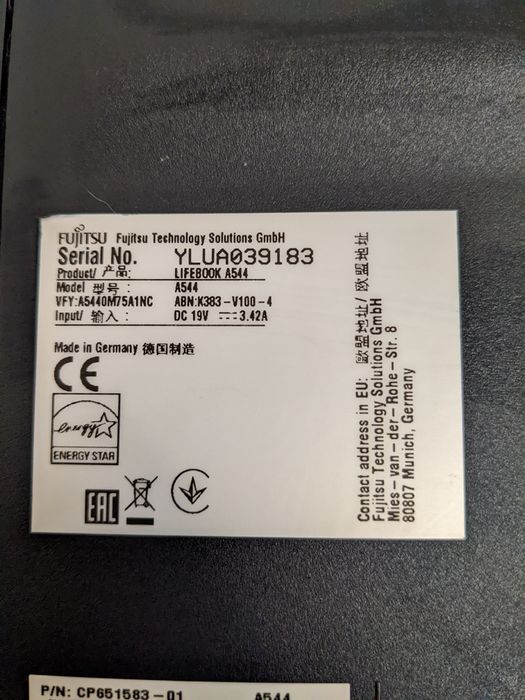 FUJITSU Fujitsu Technology Solutions GmbH
Serial No. YLUA039183
Product/ 产品: LIFEBOOK A544
Model 型号: A544
VFY:A5440M75A1NC ABN:K383-V100-4
Input/ 输入: DC 19V ⎓ 3.42A
Made in Germany 德国制造
CE
energy
ENERGY STAR
EAC
Contact address in EU: 歐盟地址/ 欧盟地址
Fujitsu Technology Solutions GmbH
Mies-van-der-Rohe-Str. 8
80807 Munich, Germany
P/N: CP651583-01 A544